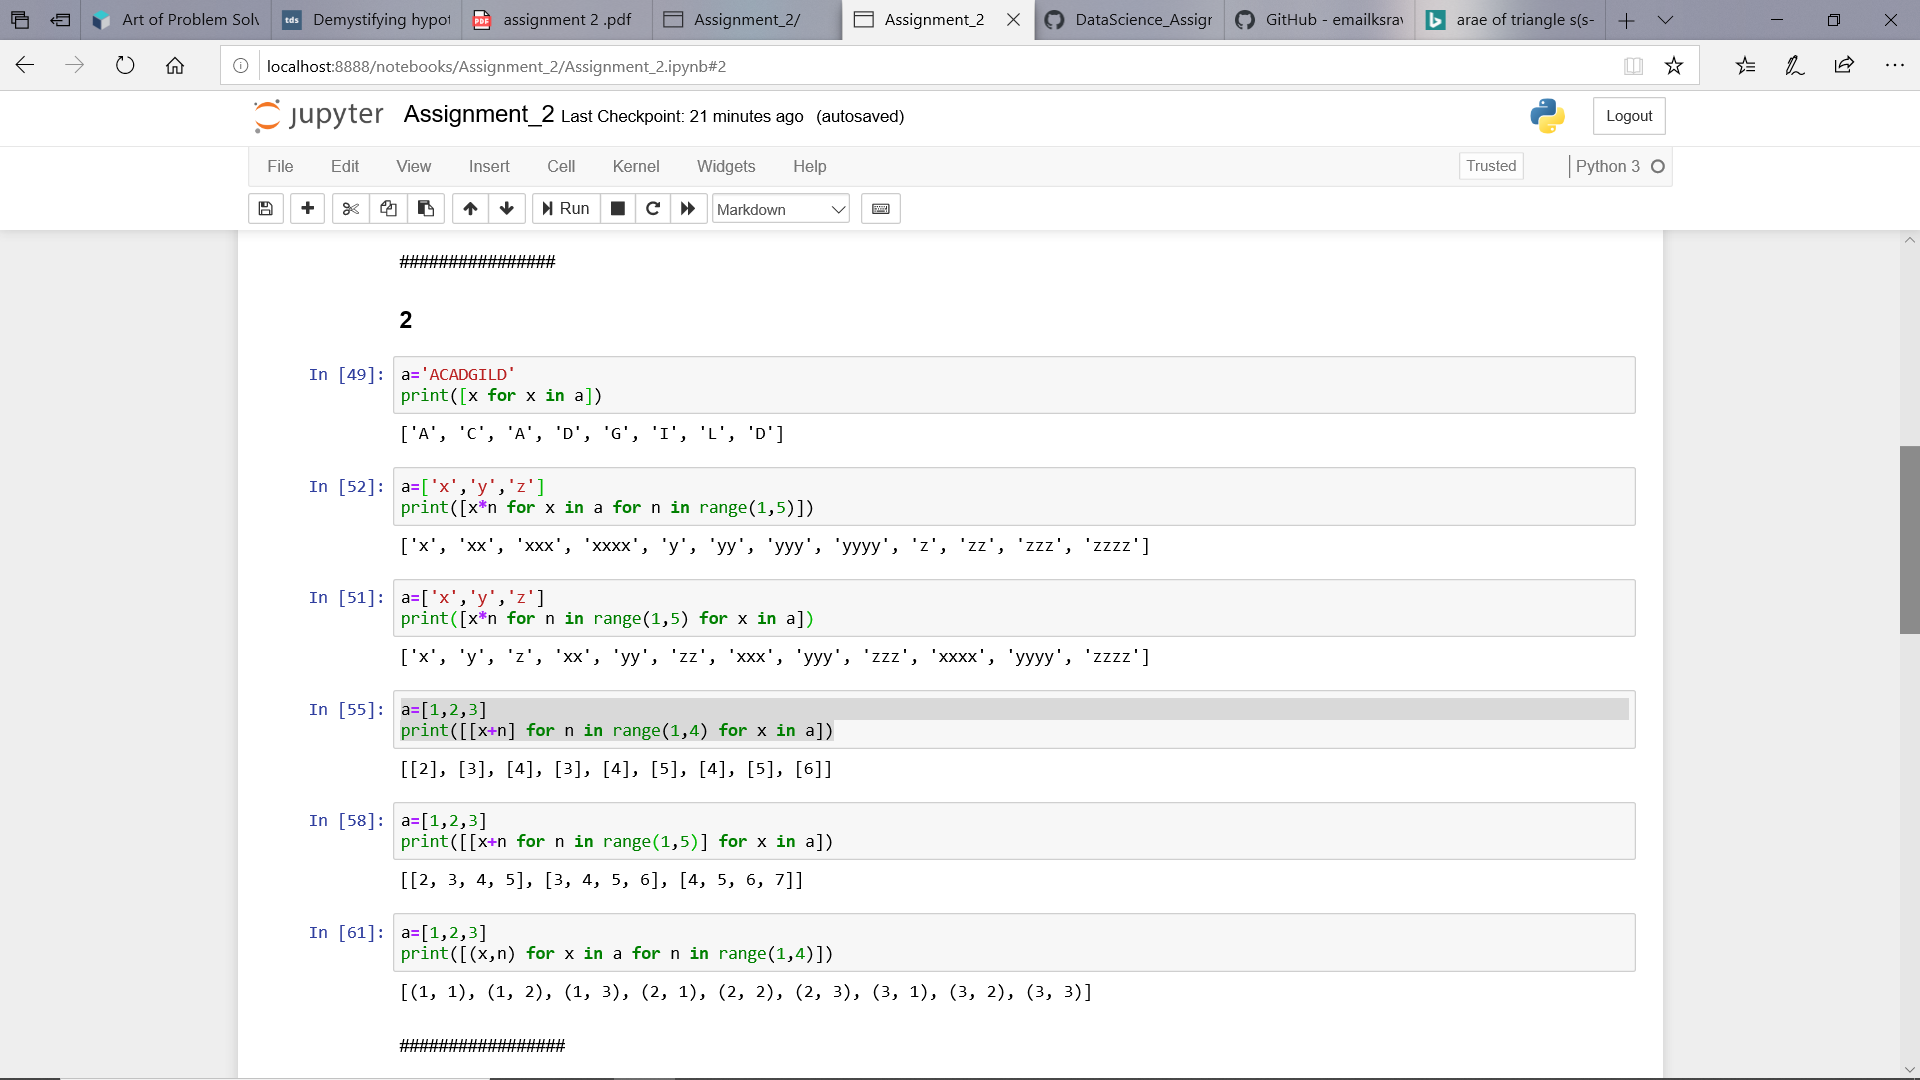 Art of Problem Solv
Demystifying hypot
assignment 2 .pdf
Assignment_2/
Assignment_2
DataScience_Assigr
GitHub - emailksrav
arae of triangle s(s-
localhost:8888/notebooks/Assignment_2/Assignment_2.ipynb#2
jupyter Assignment_2 Last Checkpoint: 21 minutes ago (autosaved)
Logout
File Edit View Insert Cell Kernel Widgets Help
Trusted
Python 3
Run
Markdown
################
2
In [49]: a='ACADGILD'
print([x for x in a])
['A', 'C', 'A', 'D', 'G', 'I', 'L', 'D']
In [52]: a=['x','y','z']
print([x*n for x in a for n in range(1,5)])
['x', 'xx', 'xxx', 'xxxx', 'y', 'yy', 'yyy', 'yyyy', 'z', 'zz', 'zzz', 'zzzz']
In [51]: a=['x','y','z']
print([x*n for n in range(1,5) for x in a])
['x', 'y', 'z', 'xx', 'yy', 'zz', 'xxx', 'yyy', 'zzz', 'xxxx', 'yyyy', 'zzzz']
In [55]: a=[1,2,3]
print([[x+n] for n in range(1,4) for x in a])
[[2], [3], [4], [3], [4], [5], [4], [5], [6]]
In [58]: a=[1,2,3]
print([[x+n for n in range(1,5)] for x in a])
[[2, 3, 4, 5], [3, 4, 5, 6], [4, 5, 6, 7]]
In [61]: a=[1,2,3]
print([(x,n) for x in a for n in range(1,4)])
[(1, 1), (1, 2), (1, 3), (2, 1), (2, 2), (2, 3), (3, 1), (3, 2), (3, 3)]
#################